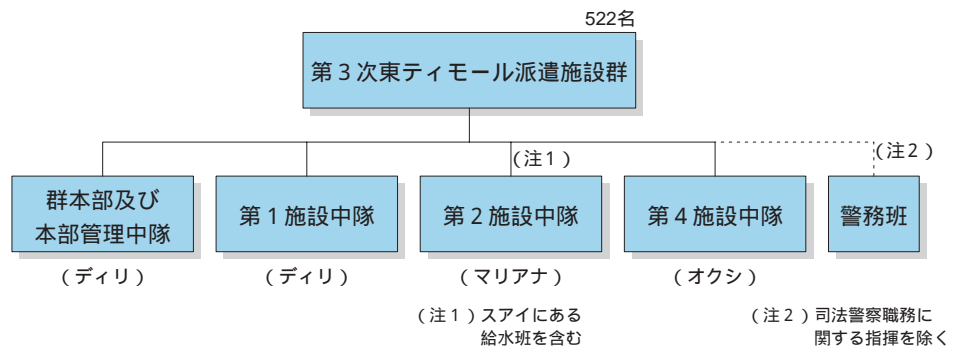 522名
第3次東ティモール派遣施設群
(注1)
(注2)
群本部及び
本部管理中隊
第1施設中隊
第2施設中隊
第4施設中隊
警務班
(ディリ)
(ディリ)
(マリアナ)
(オクシ)
(注1)スアイにある
給水班を含む
(注2)司法警察職務に
関する指揮を除く